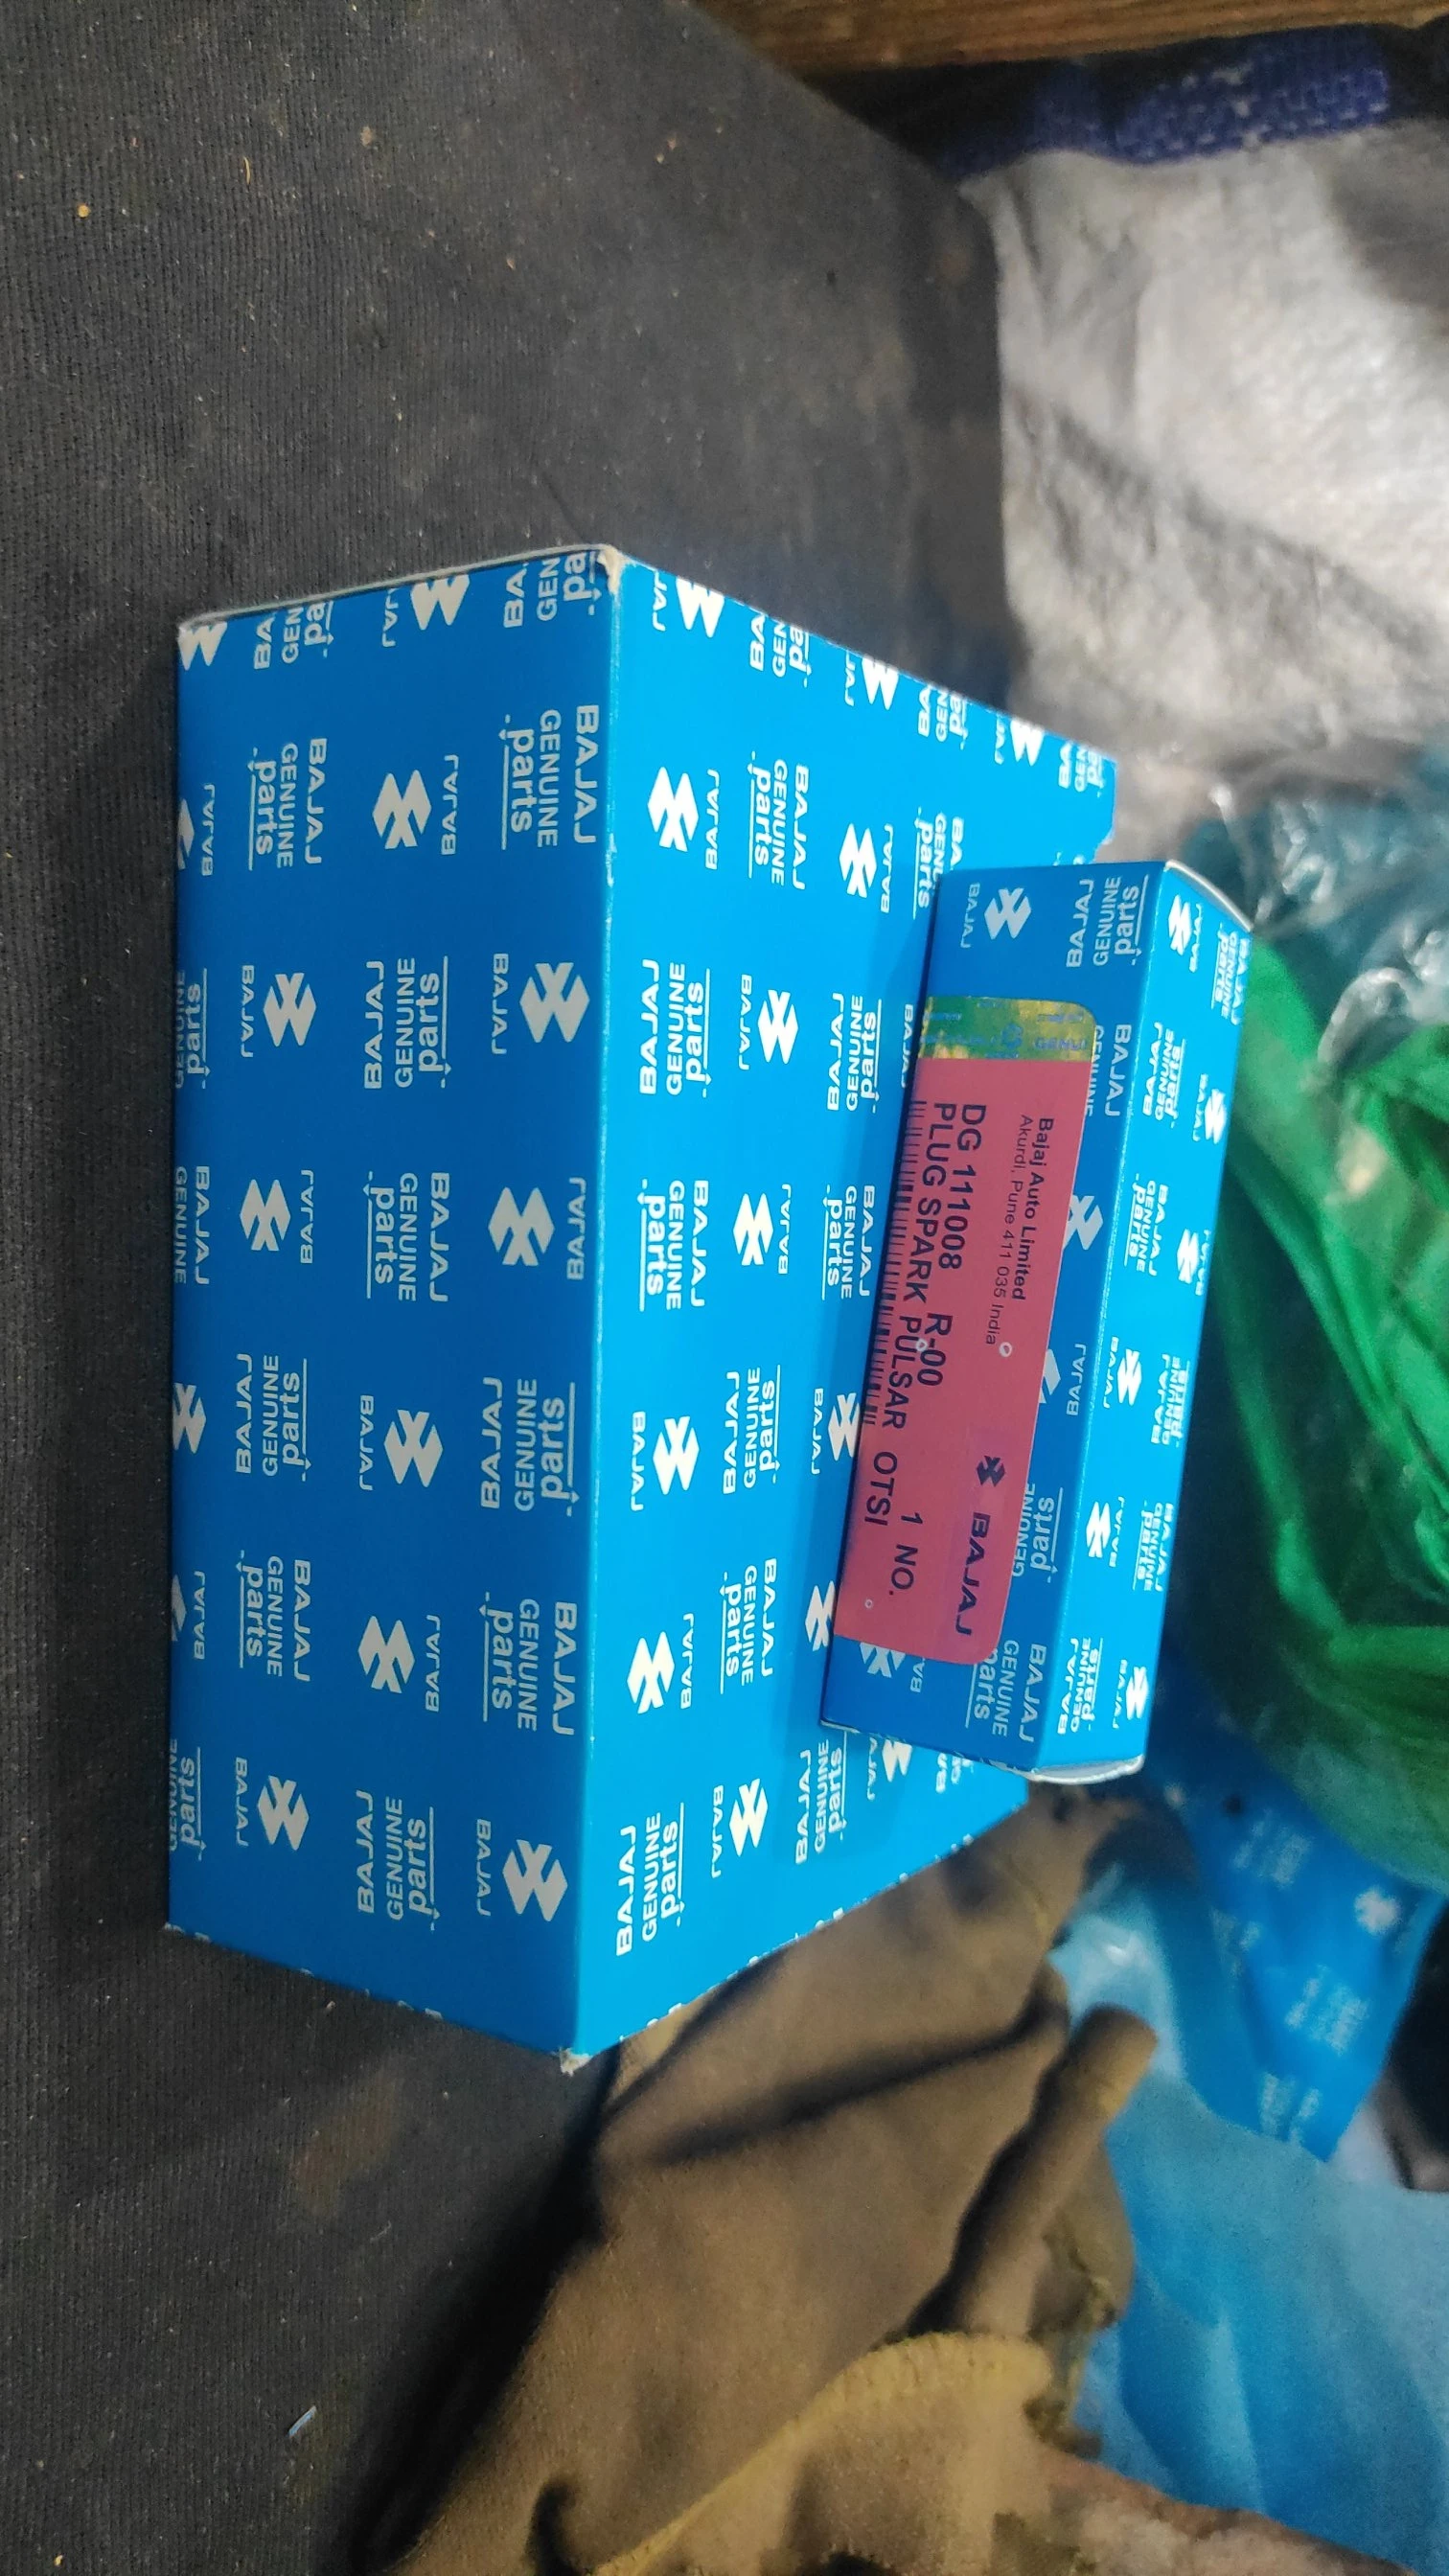 Bajaj Auto Limited
Akurdi, Pune 411 035 India
BAJAJ
DG 111008 R-00 1 NO.
PLUG SPARK PULSAR OTSI
BAJAJ
GENUINE
parts